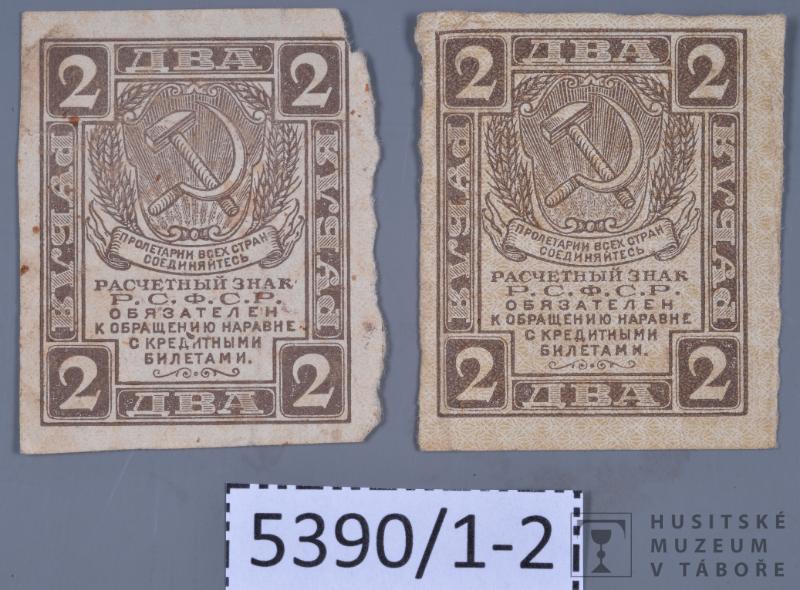 2 ДВА 2
РУБЛЯ
РУБЛЯ
ПРОЛЕТАРИИ ВСЕХ СТРАН
СОЕДИНЯЙТЕСЬ
РАСЧЕТНЫЙ ЗНАК
Р.С.Ф.С.Р.
ОБЯЗАТЕЛЕН
К ОБРАЩЕНИЮ НАРАВНЕ
С КРЕДИТНЫМИ
БИЛЕТАМИ.
2 ДВА 2
2 ДВА 2
РУБЛЯ
РУБЛЯ
ПРОЛЕТАРИИ ВСЕХ СТРАН
СОЕДИНЯЙТЕСЬ
РАСЧЕТНЫЙ ЗНАК
Р.С.Ф.С.Р.
ОБЯЗАТЕЛЕН
К ОБРАЩЕНИЮ НАРАВНЕ
С КРЕДИТНЫМИ
БИЛЕТАМИ.
2 ДВА 2
5390/1-2
HUSITSKÉ
MUZEUM
V TÁBOŘE